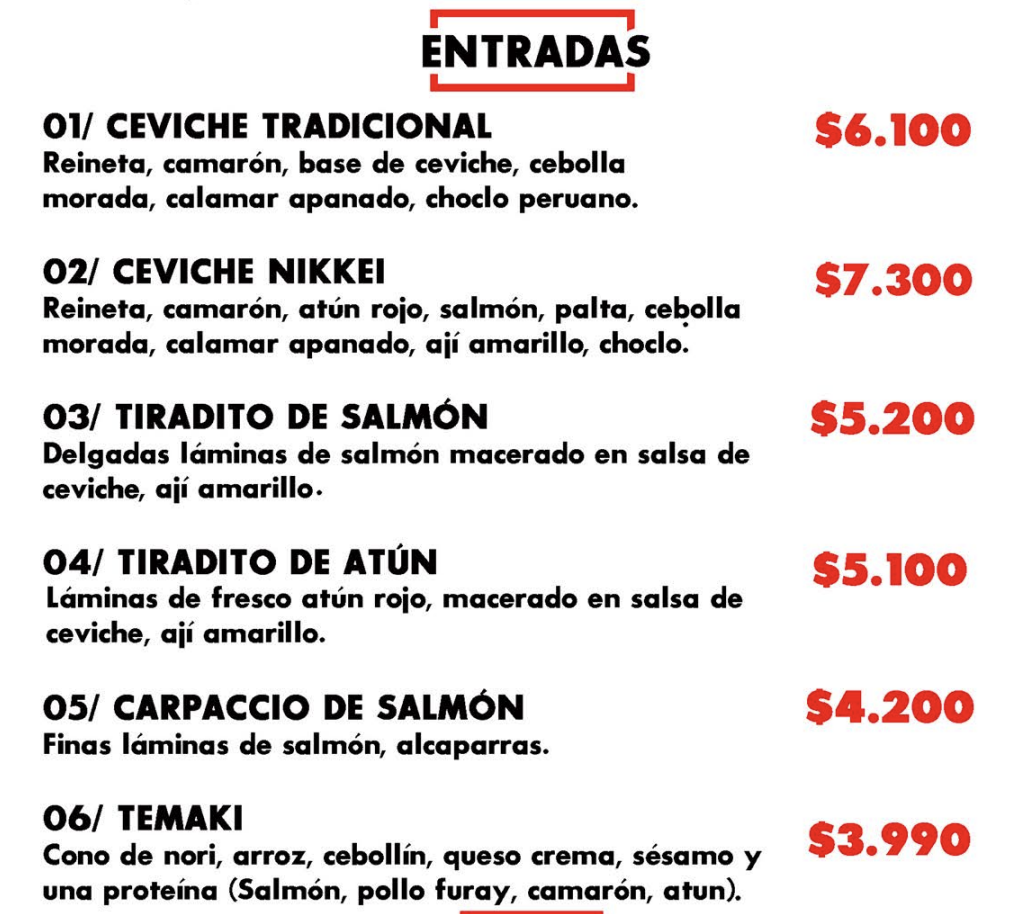 ENTRADAS
01/ CEVICHE TRADICIONAL $6.100
Reineta, camarón, base de ceviche, cebolla
morada, calamar apanado, choclo peruano.
02/ CEVICHE NIKKEI $7.300
Reineta, camarón, atún rojo, salmón, palta, cebolla
morada, calamar apanado, ají amarillo, choclo.
03/ TIRADITO DE SALMÓN $5.200
Delgadas láminas de salmón macerado en salsa de
ceviche, ají amarillo.
04/ TIRADITO DE ATÚN $5.100
Láminas de fresco atún rojo, macerado en salsa de
ceviche, ají amarillo.
05/ CARPACCIO DE SALMÓN $4.200
Finas láminas de salmón, alcaparras.
06/ TEMAKI $3.990
Cono de nori, arroz, cebollín, queso crema, sésamo y
una proteína (Salmón, pollo furay, camarón, atun).